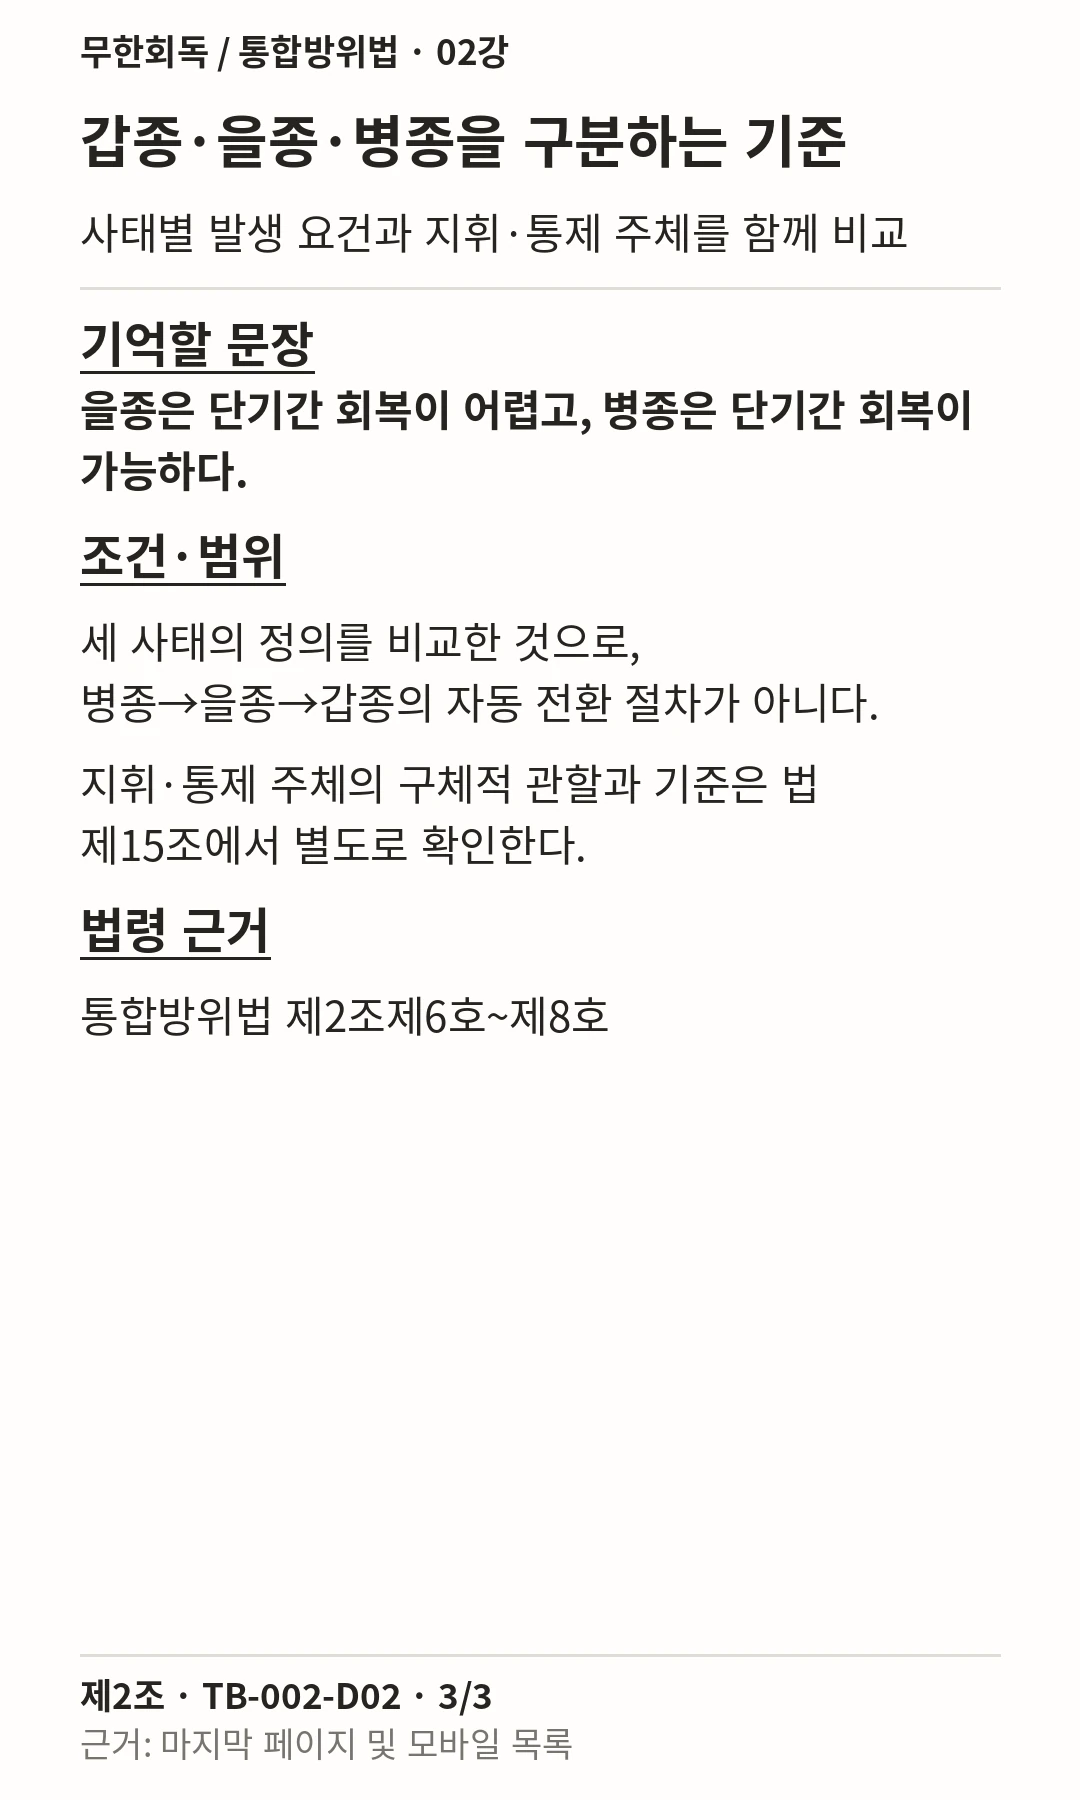 무한회독 / 통합방위법 · 02강
갑종·을종·병종을 구분하는 기준
사태별 발생 요건과 지휘·통제 주체를 함께 비교
기억할 문장
을종은 단기간 회복이 어렵고, 병종은 단기간 회복이
가능하다.
조건·범위
세 사태의 정의를 비교한 것으로,
병종→을종→갑종의 자동 전환 절차가 아니다.
지휘·통제 주체의 구체적 관할과 기준은 법
제15조에서 별도로 확인한다.
법령 근거
통합방위법 제2조제6호~제8호
제2조 · TB-002-D02 · 3/3
근거: 마지막 페이지 및 모바일 목록